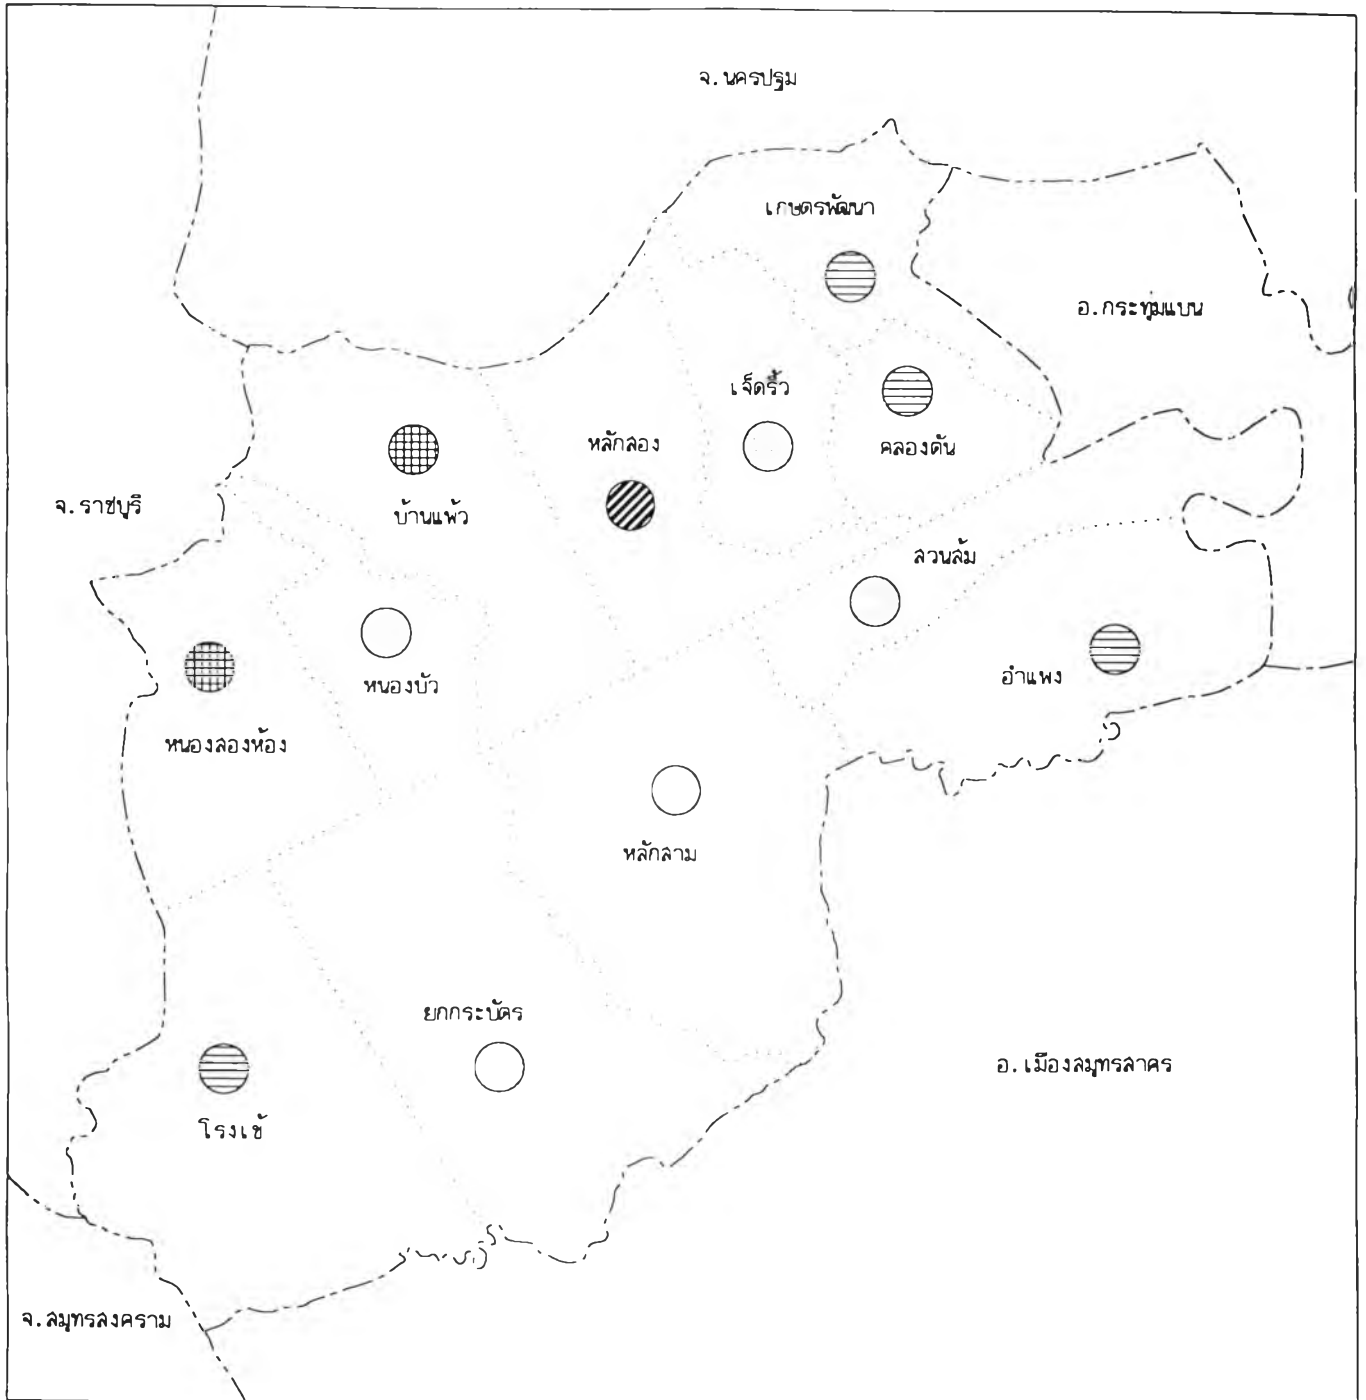 จ.นครปฐม
เกษตรพัฒนา
อ.กระทุ่มแบน
เจ็ดริ้ว
หลักสอง
คลองตัน
จ.ราชบุรี
บ้านแพ้ว
สวนส้ม
อำแพง
หนองบัว
หนองสองห้อง
หลักสาม
ยกกระบัตร
อ.เมืองสมุทรสาคร
โรงเข้
จ.สมุทรสงคราม